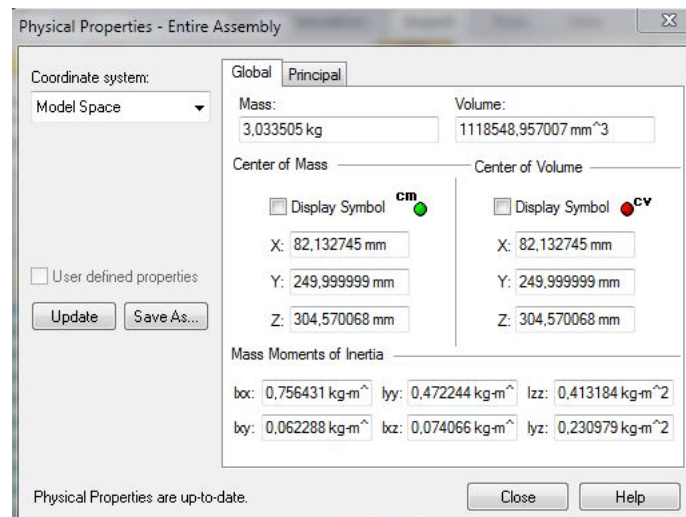 Physical Properties - Entire Assembly
Coordinate system:
Model Space
User defined properties
Update Save As...
Global Principal
Mass: Volume:
3,033505 kg 1118548,957007 mm^3
Center of Mass Center of Volume
Display Symbol cm Display Symbol cv
X: 82,132745 mm X: 82,132745 mm
Y: 249,999999 mm Y: 249,999999 mm
Z: 304,570068 mm Z: 304,570068 mm
Mass Moments of Inertia
Ixx: 0,756431 kg-m^ Iyy: 0,472244 kg-m^ Izz: 0,413184 kg-m^2
Ixy: 0,062288 kg-m^ Ixz: 0,074066 kg-m^ Iyz: 0,230979 kg-m^2
Physical Properties are up-to-date. Close Help